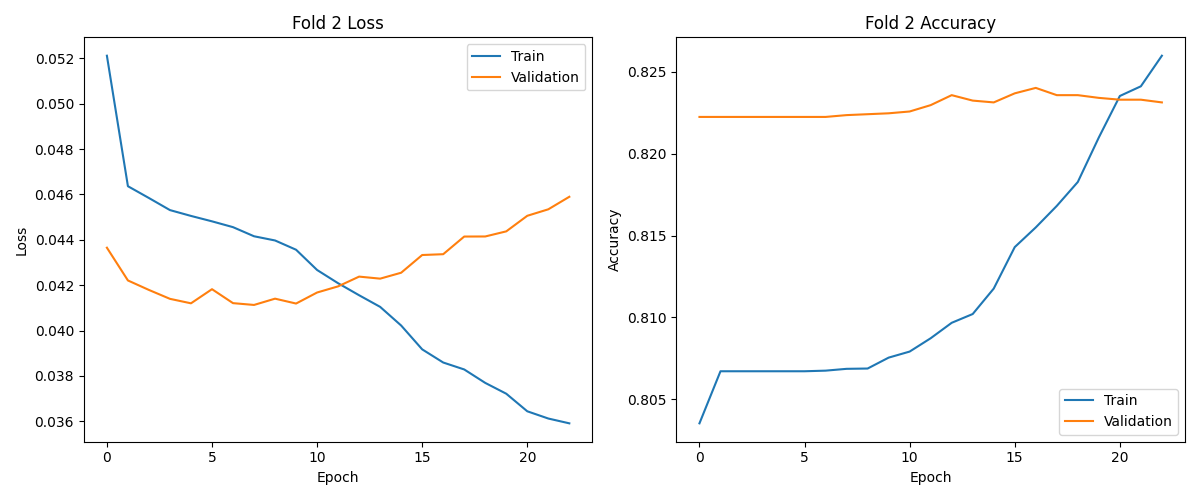 Fold 2 Loss
0.052
0.050
0.048
0.046
0.044
0.042
0.040
0.038
0.036
Loss
0 5 10 15 20
Epoch
Train
Validation
Fold 2 Accuracy
0.825
0.820
0.815
0.810
0.805
Accuracy
0 5 10 15 20
Epoch
Train
Validation